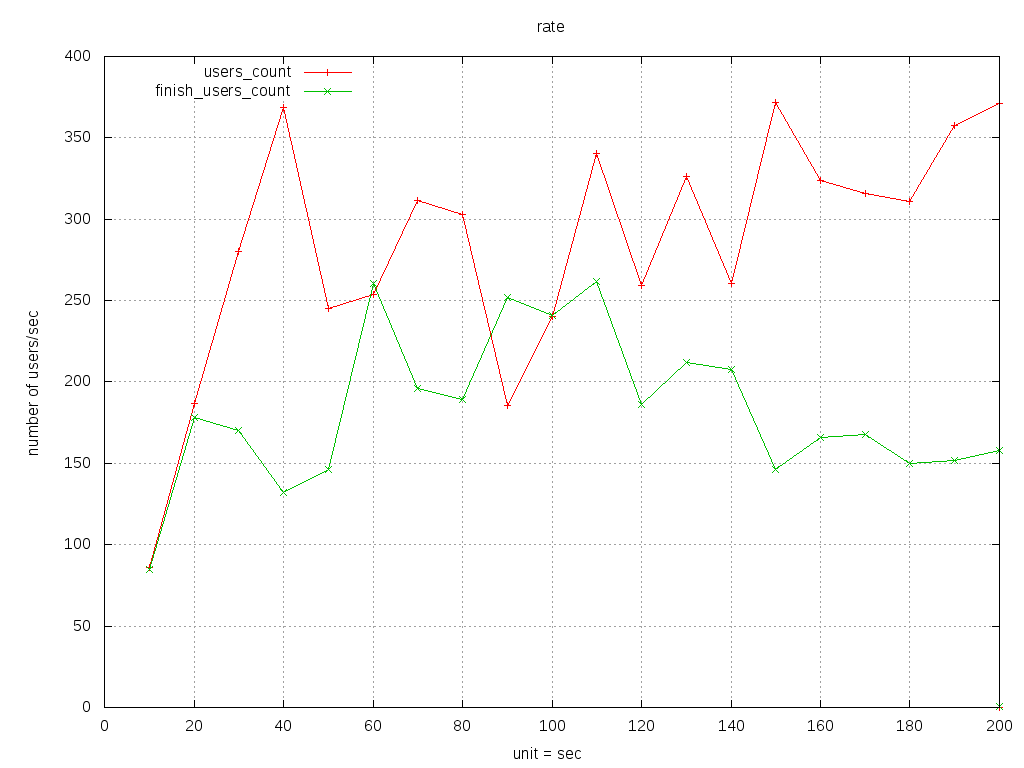 rate
400
350
300
250
200
150
100
50
0
users_count
finish_users_count
number of users/sec
0 20 40 60 80 100 120 140 160 180 200
unit = sec